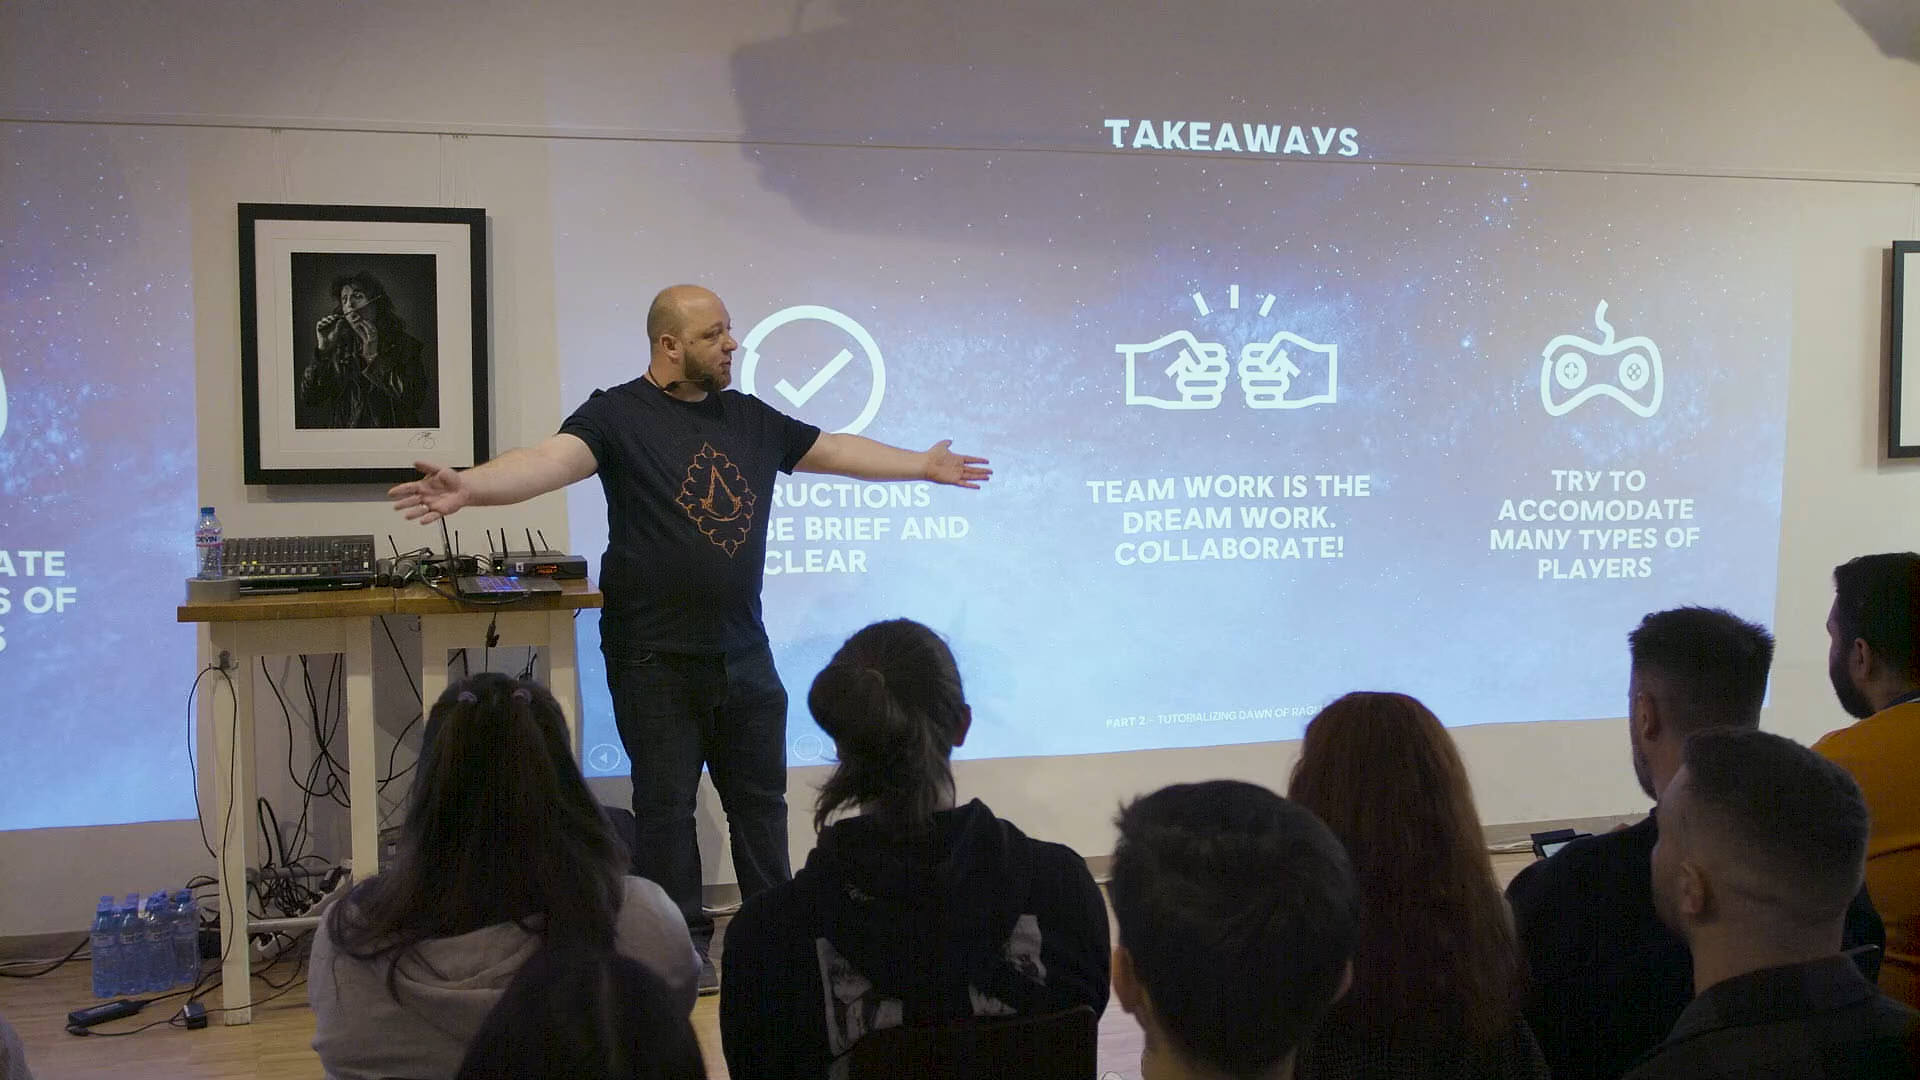 TAKEAWAYS
RUCTIONS
BE BRIEF AND
CLEAR
TEAM WORK IS THE
DREAM WORK.
COLLABORATE!
TRY TO
ACCOMODATE
MANY TYPES OF
PLAYERS
PART 2 - TUTORIALIZING DAWN OF RAG
ATE
S OF
S
DEVIN